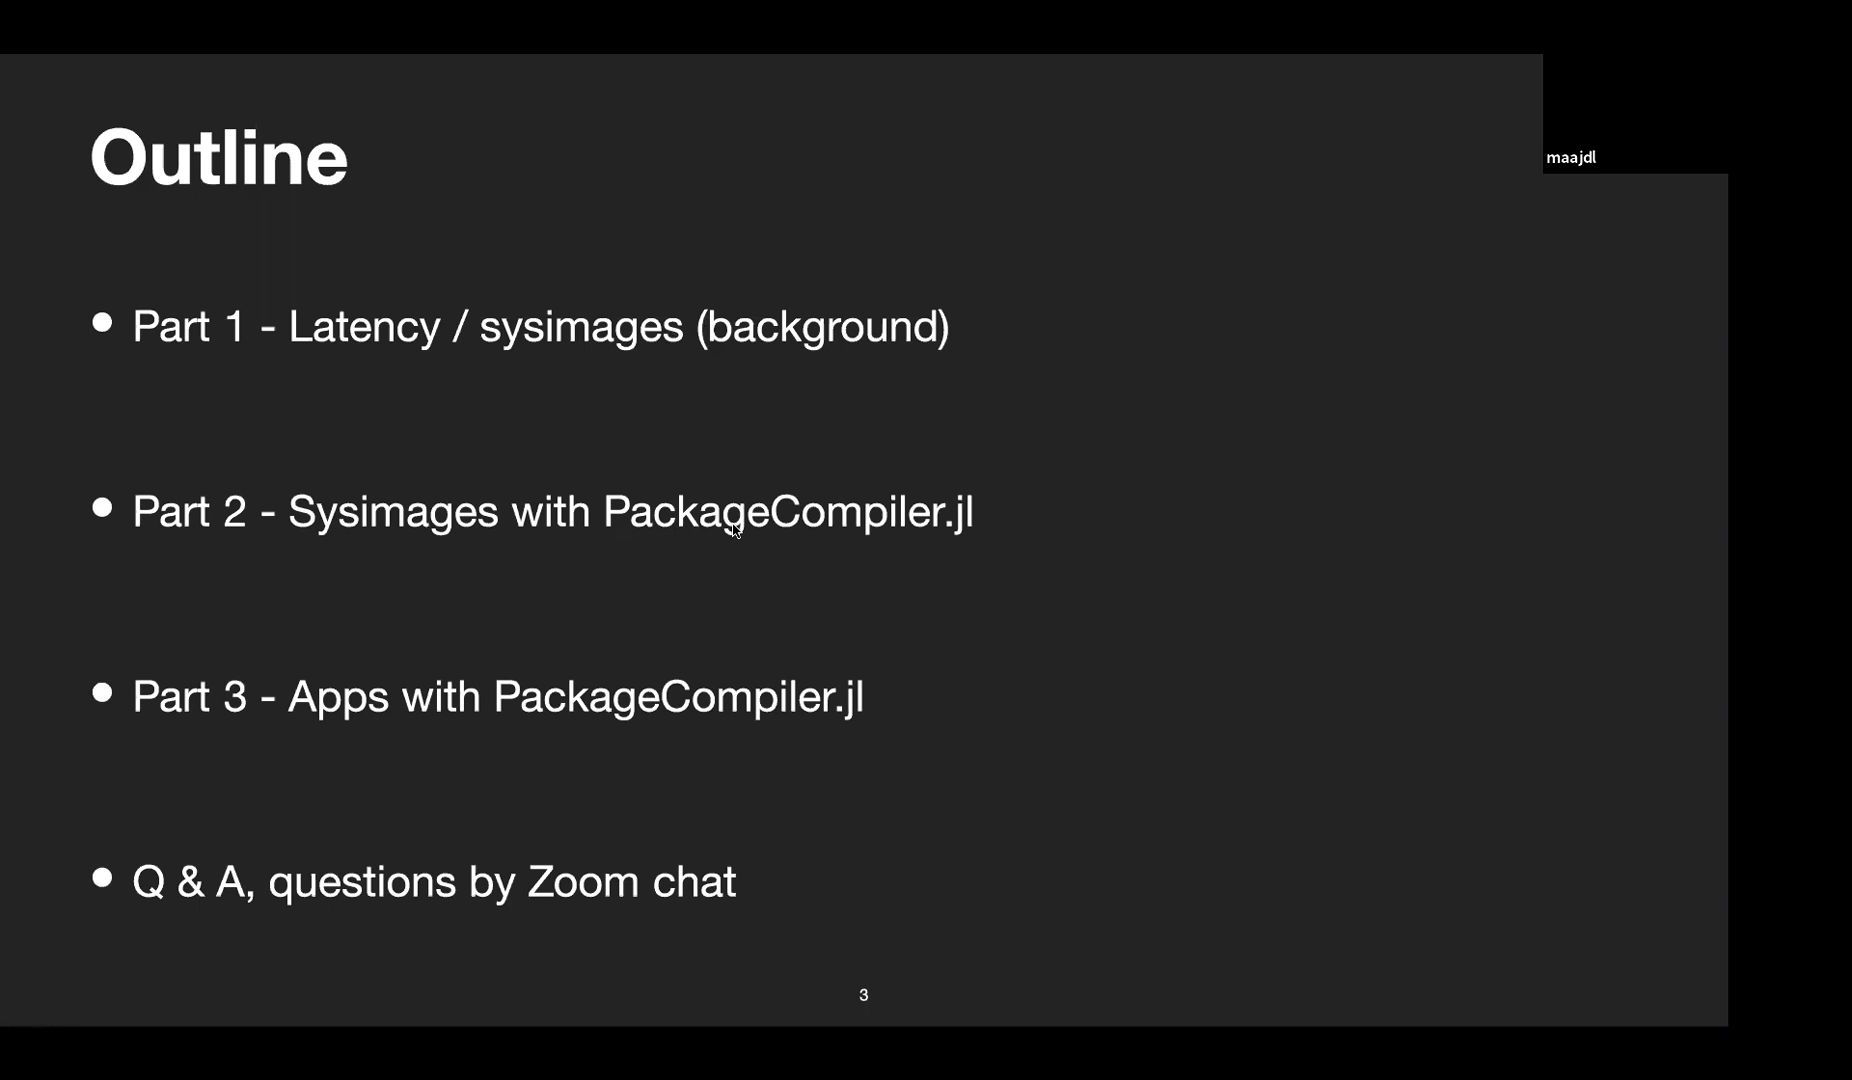 Outline
maajdl
• Part 1 - Latency / sysimages (background)
• Part 2 - Sysimages with PackageCompiler.jl
• Part 3 - Apps with PackageCompiler.jl
• Q & A, questions by Zoom chat
3